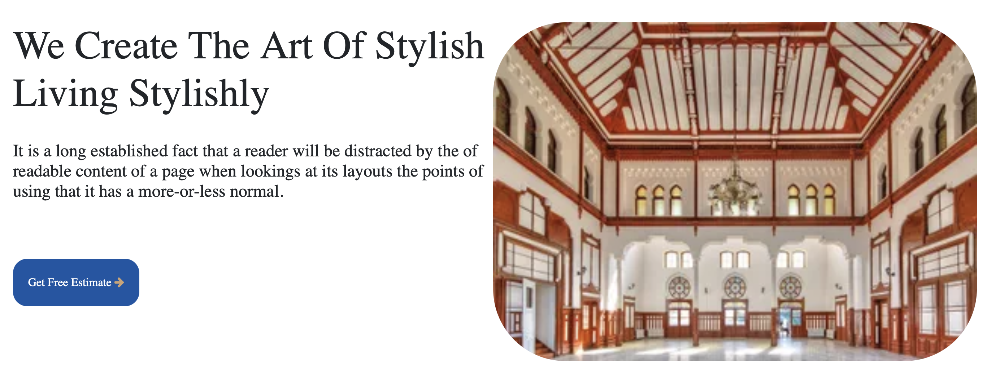 We Create The Art Of Stylish
Living Stylishly
It is a long established fact that a reader will be distracted by the of
readable content of a page when lookings at its layouts the points of
using that it has a more-or-less normal.
Get Free Estimate